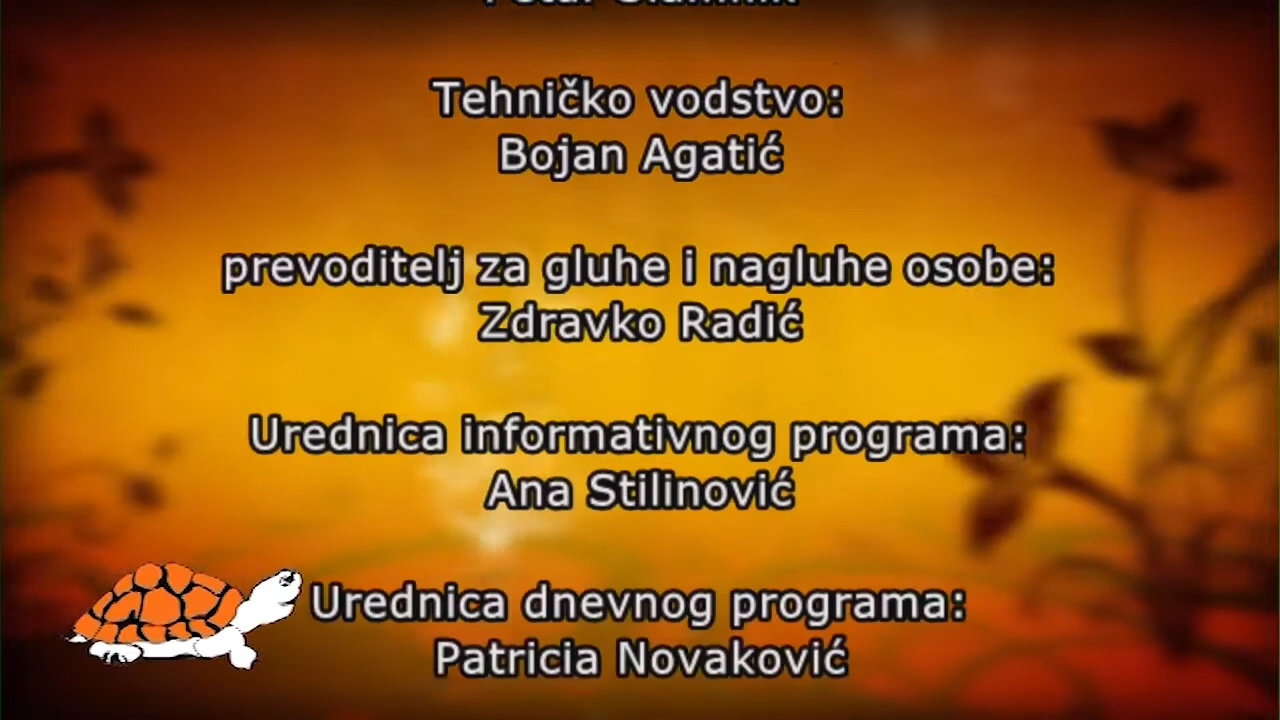 Tehničko vodstvo:
Bojan Agatić
prevoditelj za gluhe i nagluhe osobe:
Zdravko Radić
Urednica informativnog programa:
Ana Stilinović
Urednica dnevnog programa:
Patricia Novaković